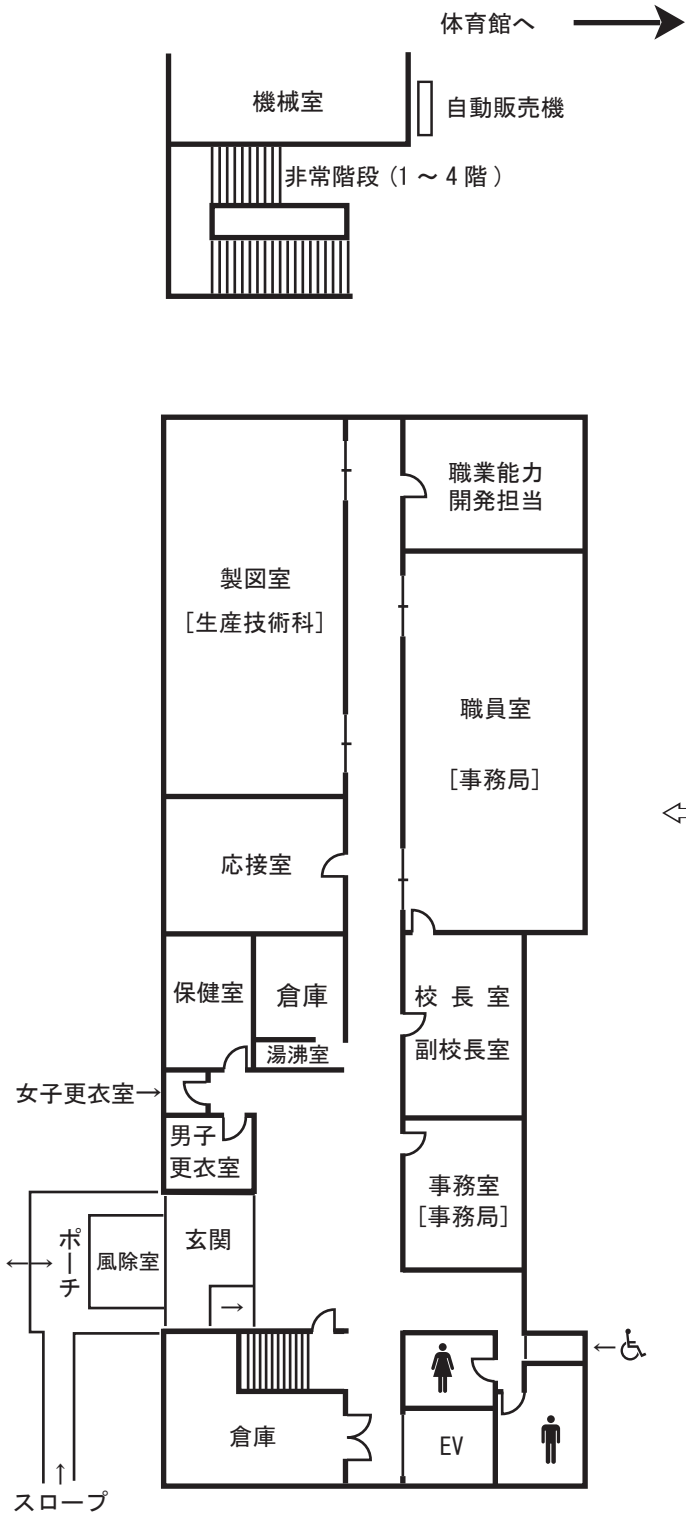 体育館へ
機械室
自動販売機
非常階段(1～4階)
職業能力
開発担当
製図室
[生産技術科]
職員室
[事務局]
応接室
保健室
倉庫
校長室
湯沸室
副校長室
女子更衣室→
男子
更衣室
事務室
[事務局]
玄関
ポーチ
風除室
→
←
倉庫
EV
↑
スロープ